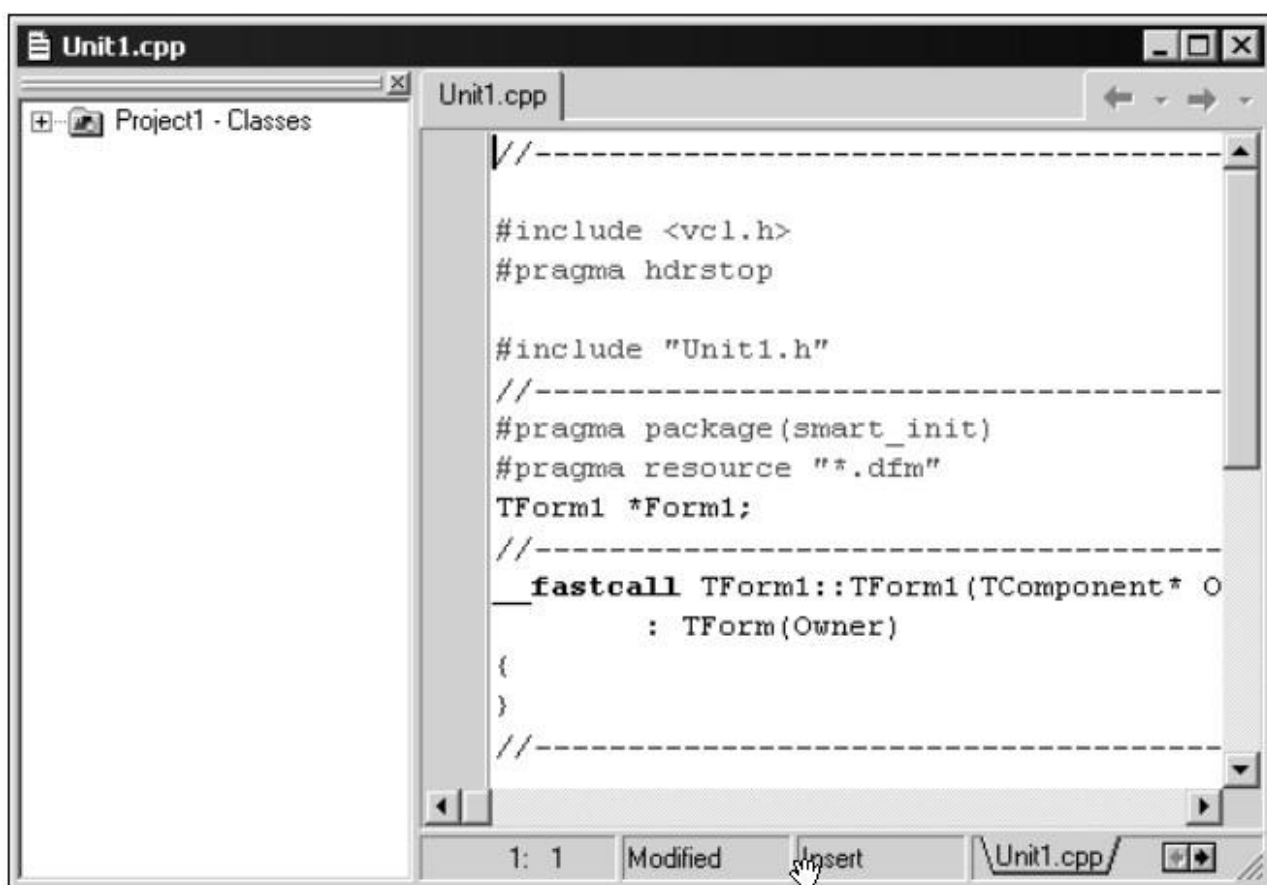 Unit1.cpp
Project1 - Classes
Unit1.cpp
//-------------------------------------
#include <vcl.h>
#pragma hdrstop
#include "Unit1.h"
//-------------------------------------
#pragma package(smart_init)
#pragma resource "*.dfm"
TForm1 *Form1;
//-------------------------------------
__fastcall TForm1::TForm1(TComponent* O
        : TForm(Owner)
{
}
//-------------------------------------
1: 1 Modified Insert Unit1.cpp